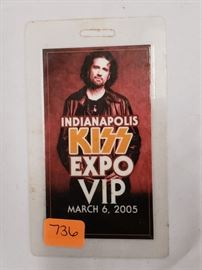 INDIANAPOLIS
KISS
EXPO
VIP
MARCH 6, 2005
736